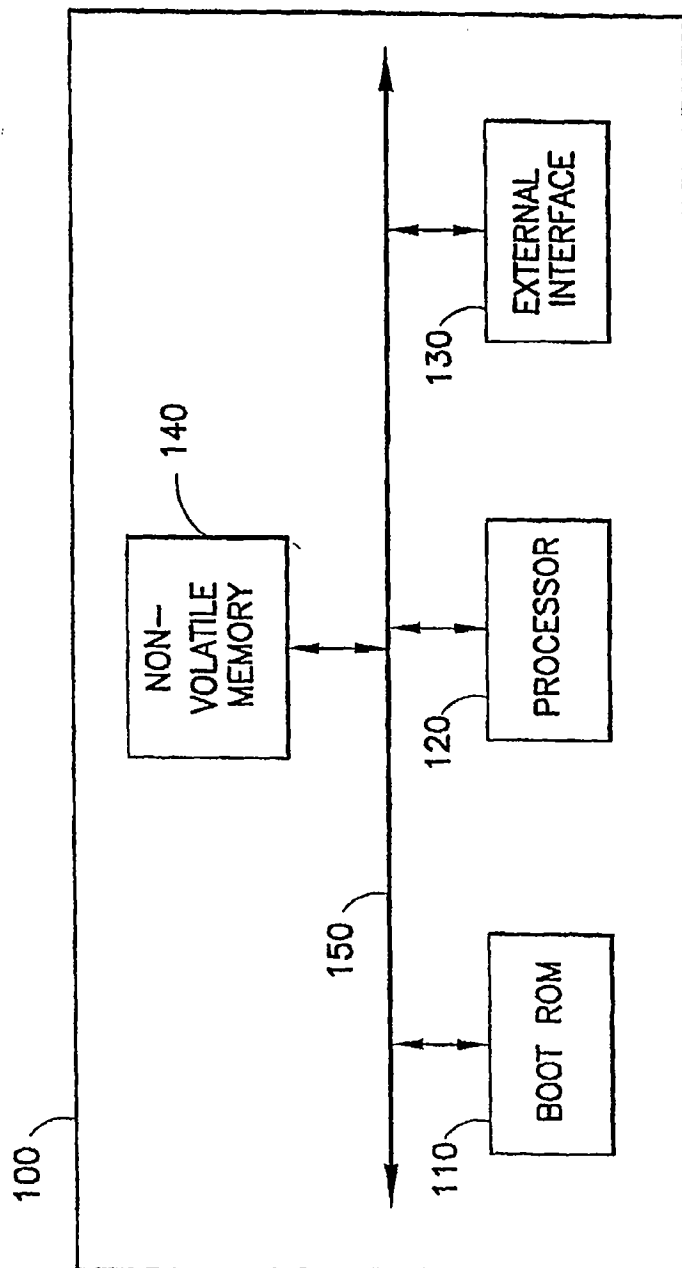 100
NON-
VOLATILE
MEMORY
140
150
110
BOOT ROM
120
PROCESSOR
130
EXTERNAL
INTERFACE